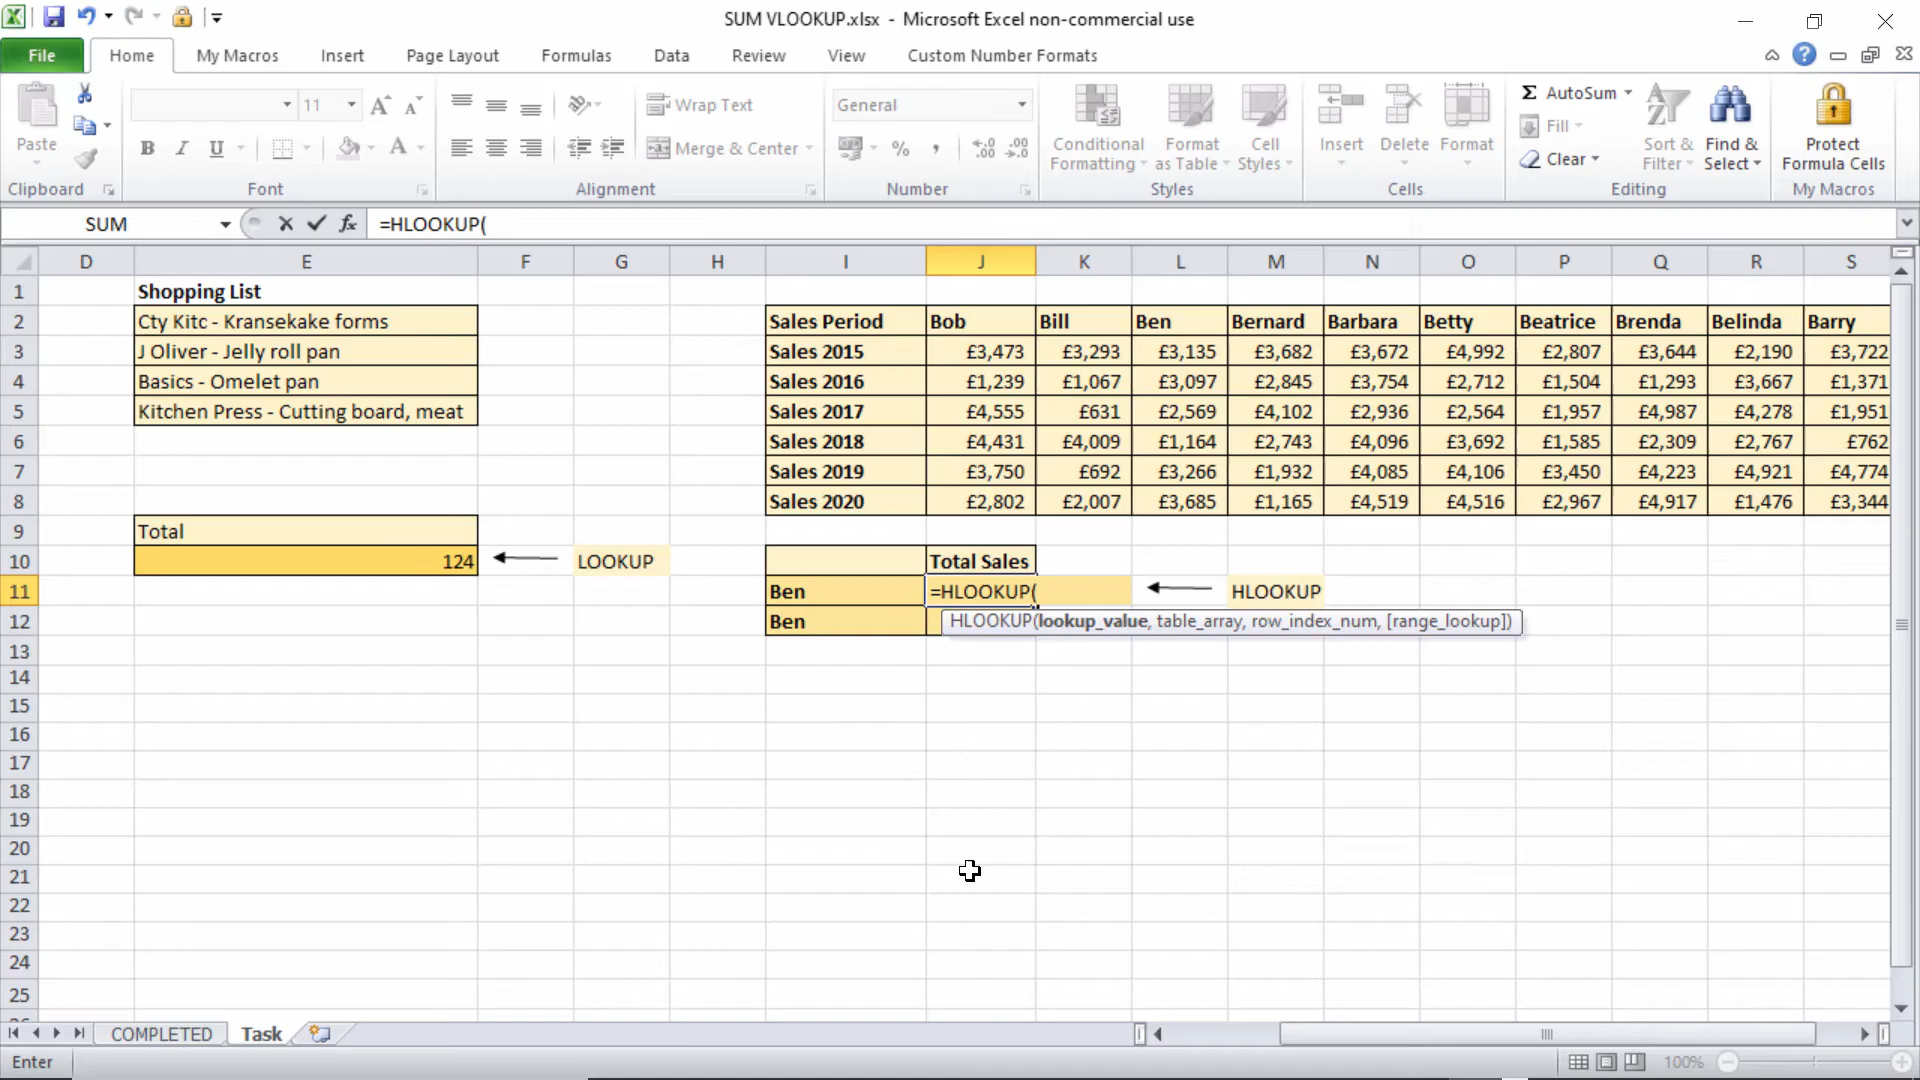 SUM VLOOKUP.xlsx - Microsoft Excel non-commercial use
File Home My Macros Insert Page Layout Formulas Data Review View Custom Number Formats
Paste
Clipboard
11
B I U A
Font
Wrap Text
Merge & Center
Alignment
General
%
Number
Conditional Formatting
Format as Table
Cell Styles
Styles
Insert Delete Format
Cells
Σ AutoSum
Fill
Clear
Sort & Filter
Find & Select
Editing
Protect Formula Cells
My Macros
SUM fx =HLOOKUP(
D E F G H I J K L M N O P Q R S
1 Shopping List
2 Cty Kitc - Kransekake forms Sales Period Bob Bill Ben Bernard Barbara Betty Beatrice Brenda Belinda Barry
3 J Oliver - Jelly roll pan Sales 2015 £3,473 £3,293 £3,135 £3,682 £3,672 £4,992 £2,807 £3,644 £2,190 £3,722
4 Basics - Omelet pan Sales 2016 £1,239 £1,067 £3,097 £2,845 £3,754 £2,712 £1,504 £1,293 £3,667 £1,371
5 Kitchen Press - Cutting board, meat Sales 2017 £4,555 £631 £2,569 £4,102 £2,936 £2,564 £1,957 £4,987 £4,278 £1,951
6 Sales 2018 £4,431 £4,009 £1,164 £2,743 £4,096 £3,692 £1,585 £2,309 £2,767 £762
7 Sales 2019 £3,750 £692 £3,266 £1,932 £4,085 £4,106 £3,450 £4,223 £4,921 £4,774
8 Sales 2020 £2,802 £2,007 £3,685 £1,165 £4,519 £4,516 £2,967 £4,917 £1,476 £3,344
9 Total
10 124 LOOKUP Total Sales
11 Ben =HLOOKUP( HLOOKUP
12 Ben HLOOKUP(lookup_value, table_array, row_index_num, [range_lookup])
13
14
15
16
17
18
19
20
21
22
23
24
25
COMPLETED Task
Enter 100%